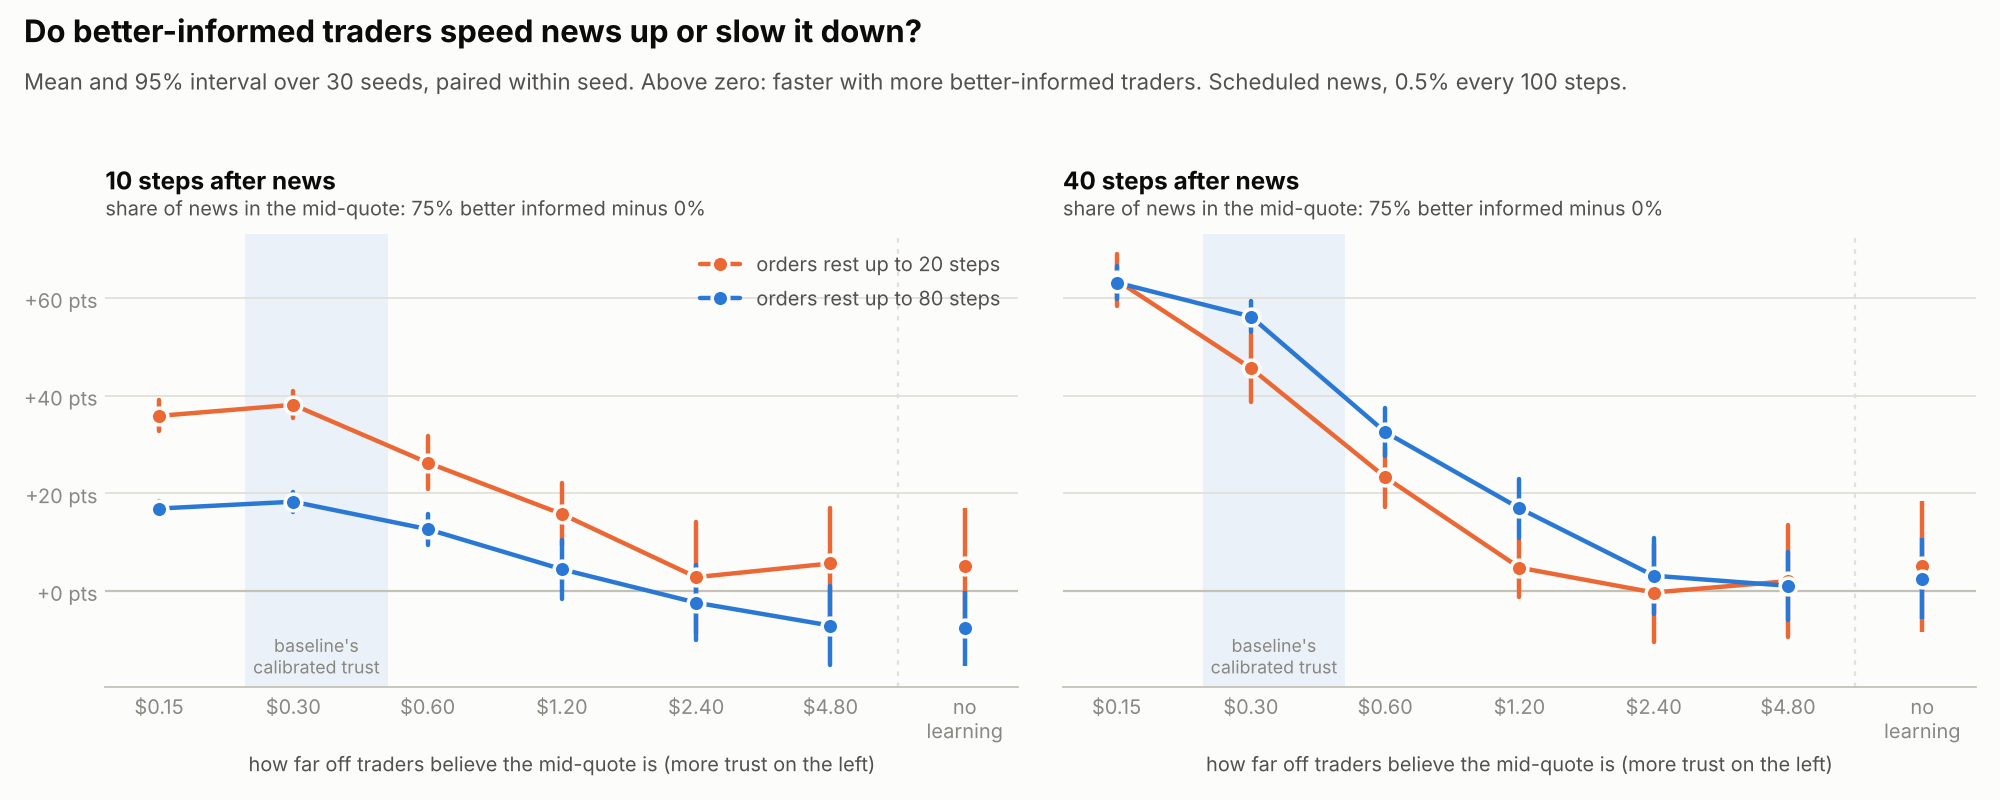 Do better-informed traders speed news up or slow it down?
Mean and 95% interval over 30 seeds, paired within seed. Above zero: faster with more better-informed traders. Scheduled news, 0.5% every 100 steps.
10 steps after news
share of news in the mid-quote: 75% better informed minus 0%
orders rest up to 20 steps
orders rest up to 80 steps
+60 pts
+40 pts
+20 pts
+0 pts
baseline's
calibrated trust
$0.15
$0.30
$0.60
$1.20
$2.40
$4.80
no
learning
how far off traders believe the mid-quote is (more trust on the left)
40 steps after news
share of news in the mid-quote: 75% better informed minus 0%
baseline's
calibrated trust
$0.15
$0.30
$0.60
$1.20
$2.40
$4.80
no
learning
how far off traders believe the mid-quote is (more trust on the left)